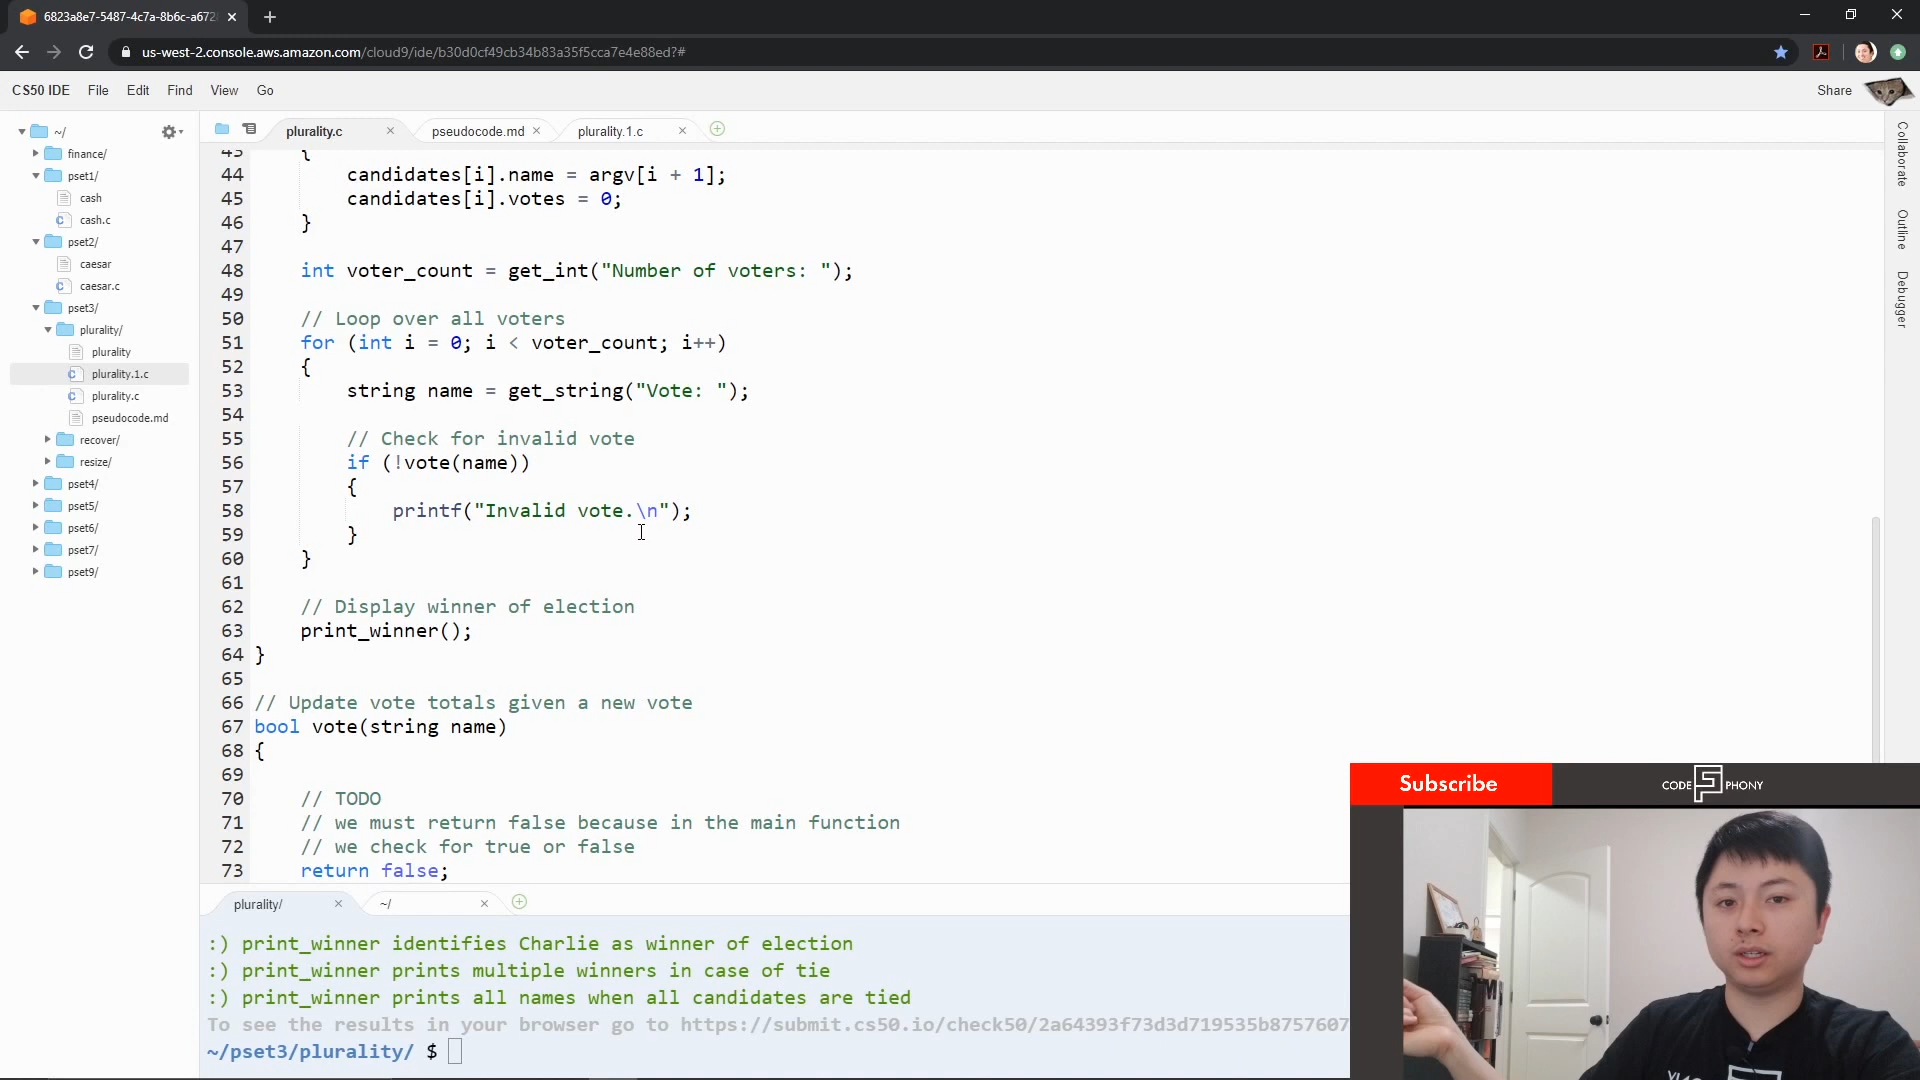 6823a8e7-5487-4c7a-8b6c-a672
us-west-2.console.aws.amazon.com/cloud9/ide/b30d0cf49cb34b83a35f5cca7e4e88ed?#
CS50 IDE File Edit Find View Go Share
~/
finance/
pset1/
cash
cash.c
pset2/
caesar
caesar.c
pset3/
plurality/
plurality
plurality.1.c
plurality.c
pseudocode.md
recover/
resize/
pset4/
pset5/
pset6/
pset7/
pset9/
plurality.c pseudocode.md plurality.1.c
43 {
44 candidates[i].name = argv[i + 1];
45 candidates[i].votes = 0;
46 }
47
48 int voter_count = get_int("Number of voters: ");
49
50 // Loop over all voters
51 for (int i = 0; i < voter_count; i++)
52 {
53 string name = get_string("Vote: ");
54
55 // Check for invalid vote
56 if (!vote(name))
57 {
58 printf("Invalid vote.\n");
59 }
60 }
61
62 // Display winner of election
63 print_winner();
64 }
65
66 // Update vote totals given a new vote
67 bool vote(string name)
68 {
69
70 // TODO
71 // we must return false because in the main function
72 // we check for true or false
73 return false;
Collaborate
Outline
Debugger
plurality/ ~/
:) print_winner identifies Charlie as winner of election
:) print_winner prints multiple winners in case of tie
:) print_winner prints all names when all candidates are tied
To see the results in your browser go to https://submit.cs50.io/check50/2a64393f73d3d719535b8757607
~/pset3/plurality/ $
Subscribe
CODE PHONY